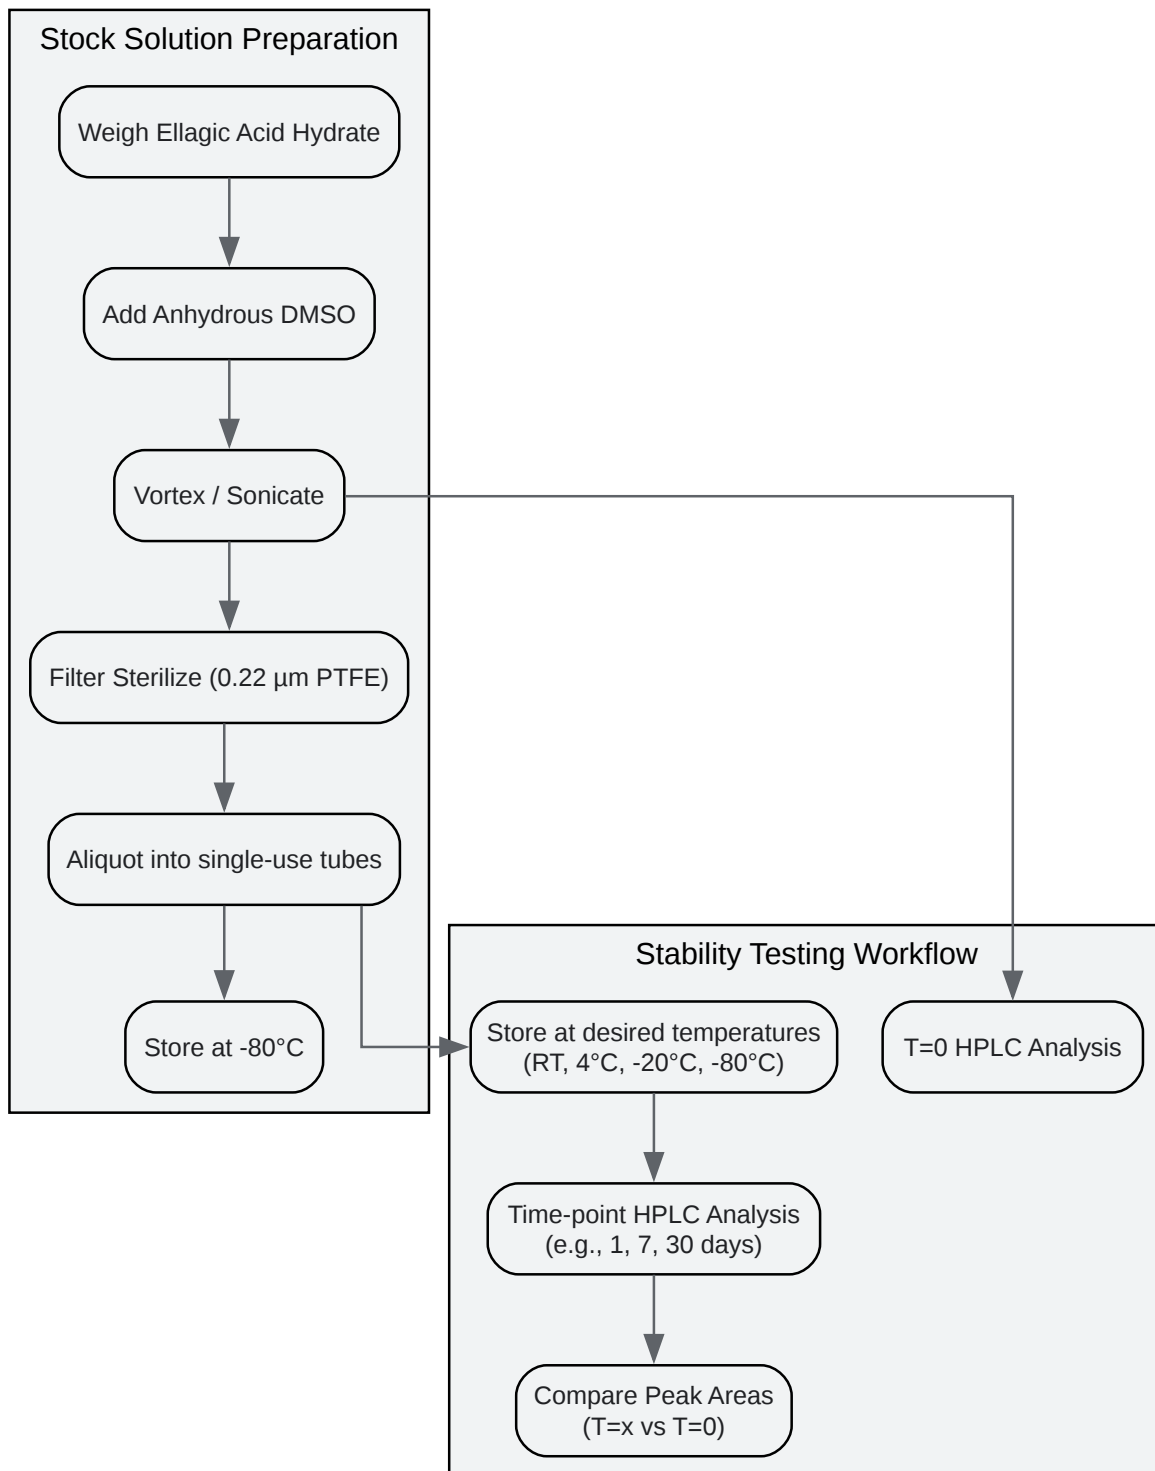 Stock Solution Preparation
Weigh Ellagic Acid Hydrate
Add Anhydrous DMSO
Vortex / Sonicate
Filter Sterilize (0.22 µm PTFE)
Aliquot into single-use tubes
Store at -80°C
Stability Testing Workflow
Store at desired temperatures
(RT, 4°C, -20°C, -80°C)
T=0 HPLC Analysis
Time-point HPLC Analysis
(e.g., 1, 7, 30 days)
Compare Peak Areas
(T=x vs T=0)